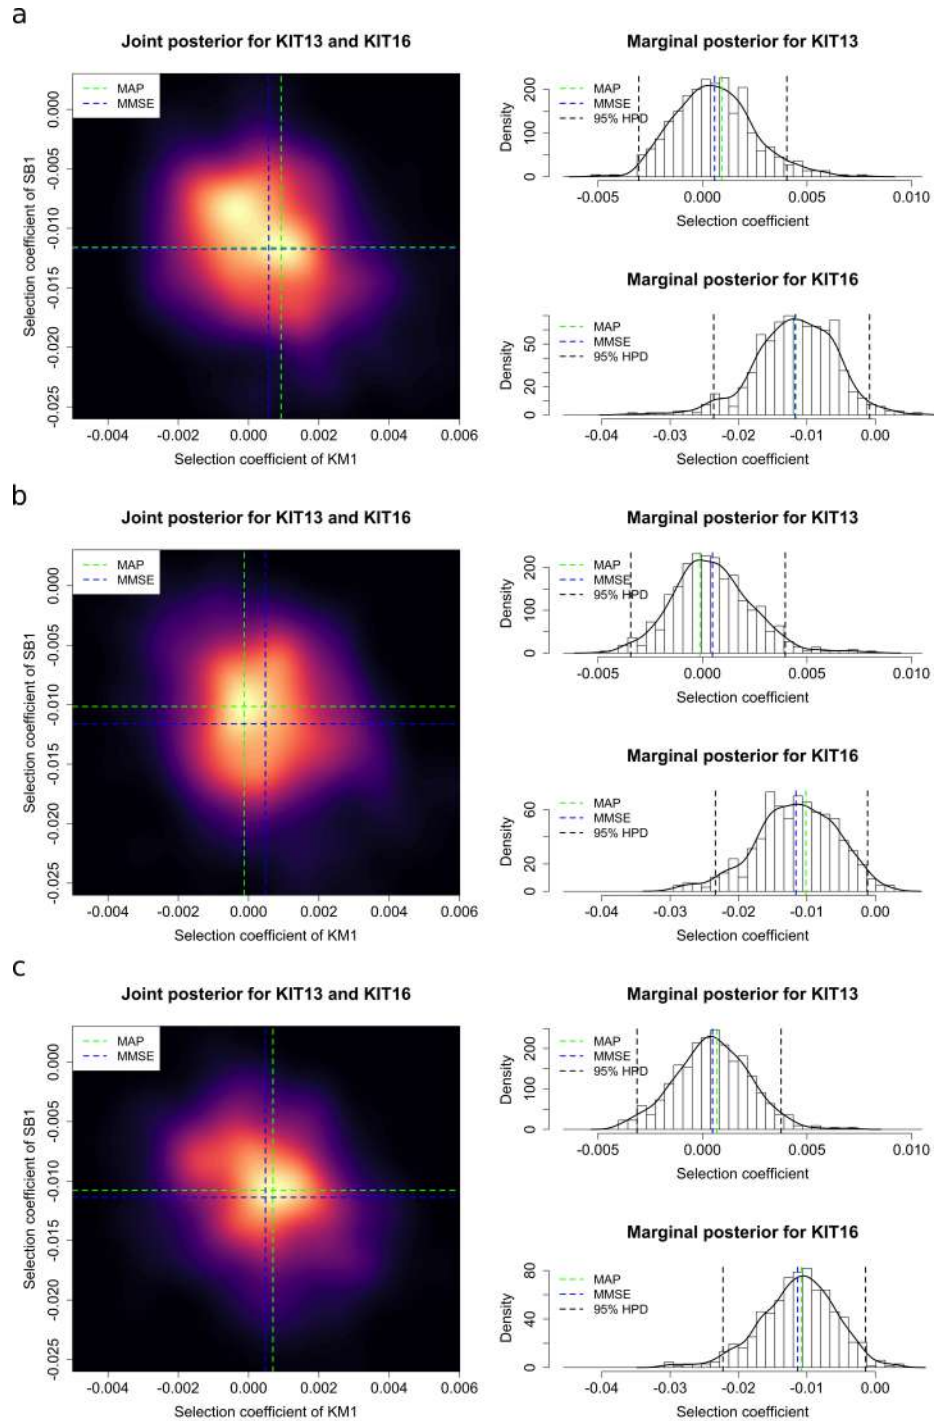 a
Joint posterior for KIT13 and KIT16
MAP
MMSE
Selection coefficient of SB1
0.000
-0.005
-0.010
-0.015
-0.020
-0.025
-0.004 -0.002 0.000 0.002 0.004 0.006
Selection coefficient of KM1
Marginal posterior for KIT13
MAP
MMSE
95% HPD
Density
0 100 200
-0.005 0.000 0.005 0.010
Selection coefficient
Marginal posterior for KIT16
MAP
MMSE
95% HPD
Density
0 20 50
-0.04 -0.03 -0.02 -0.01 0.00
Selection coefficient
b
Joint posterior for KIT13 and KIT16
MAP
MMSE
Selection coefficient of SB1
0.000
-0.005
-0.010
-0.015
-0.020
-0.025
-0.004 -0.002 0.000 0.002 0.004 0.006
Selection coefficient of KM1
Marginal posterior for KIT13
MAP
MMSE
95% HPD
Density
0 100 200
-0.005 0.000 0.005 0.010
Selection coefficient
Marginal posterior for KIT16
MAP
MMSE
95% HPD
Density
0 20 60
-0.04 -0.03 -0.02 -0.01 0.00
Selection coefficient
c
Joint posterior for KIT13 and KIT16
MAP
MMSE
Selection coefficient of SB1
0.000
-0.005
-0.010
-0.015
-0.020
-0.025
-0.004 -0.002 0.000 0.002 0.004 0.006
Selection coefficient of KM1
Marginal posterior for KIT13
MAP
MMSE
95% HPD
Density
0 100 200
-0.005 0.000 0.005 0.010
Selection coefficient
Marginal posterior for KIT16
MAP
MMSE
95% HPD
Density
0 40 80
-0.04 -0.03 -0.02 -0.01 0.00
Selection coefficient